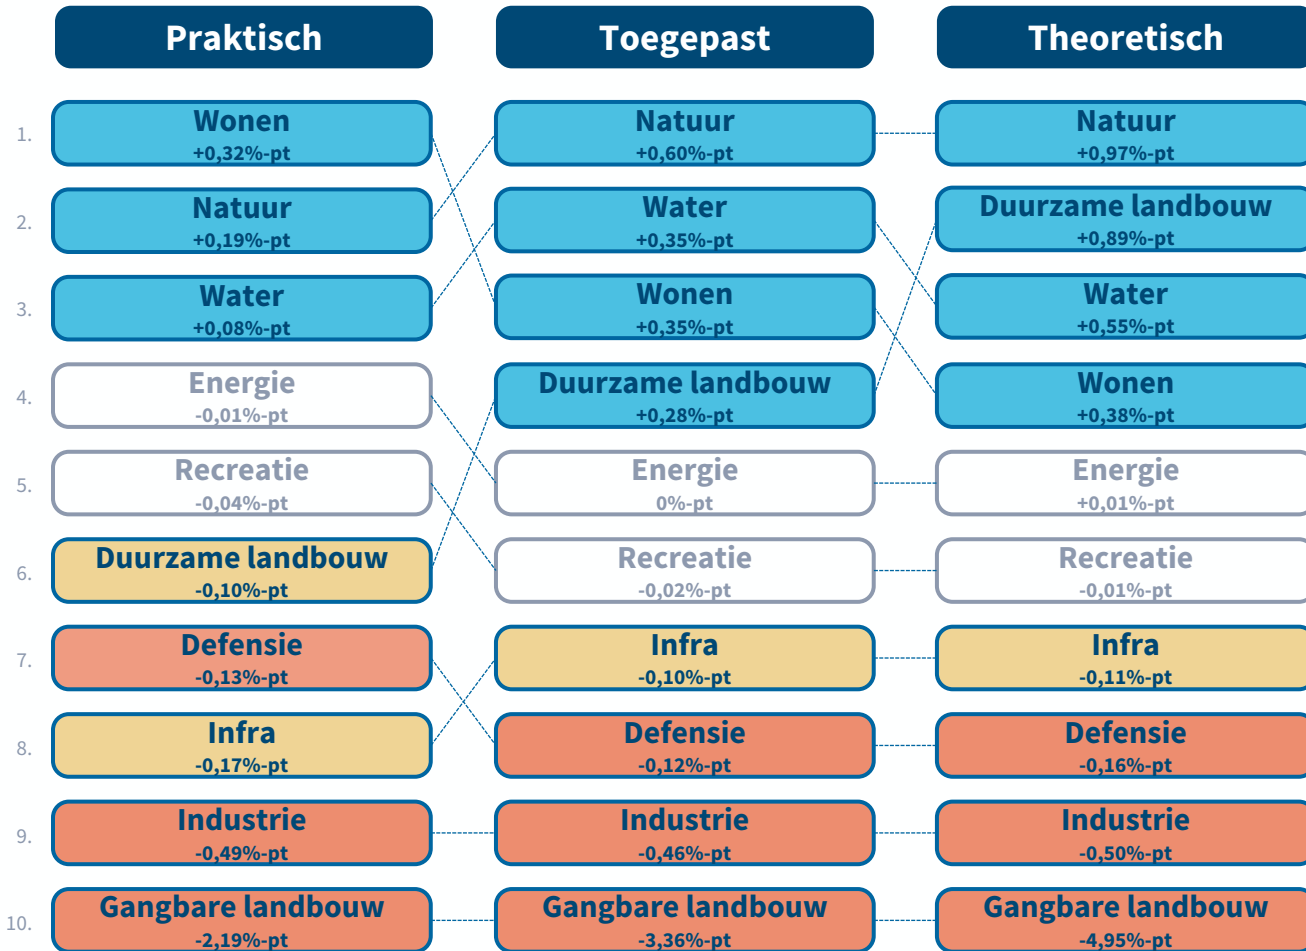 Praktisch Toegepast Theoretisch
1. Wonen Natuur Natuur
+0,32%-pt +0,60%-pt +0,97%-pt
2. Natuur Water Duurzame landbouw
+0,19%-pt +0,35%-pt +0,89%-pt
3. Water Wonen Water
+0,08%-pt +0,35%-pt +0,55%-pt
4. Energie Duurzame landbouw Wonen
-0,01%-pt +0,28%-pt +0,38%-pt
5. Recreatie Energie Energie
-0,04%-pt 0%-pt +0,01%-pt
6. Duurzame landbouw Recreatie Recreatie
-0,10%-pt -0,02%-pt -0,01%-pt
7. Defensie Infra Infra
-0,13%-pt -0,10%-pt -0,11%-pt
8. Infra Defensie Defensie
-0,17%-pt -0,12%-pt -0,16%-pt
9. Industrie Industrie Industrie
-0,49%-pt -0,46%-pt -0,50%-pt
10. Gangbare landbouw Gangbare landbouw Gangbare landbouw
-2,19%-pt -3,36%-pt -4,95%-pt